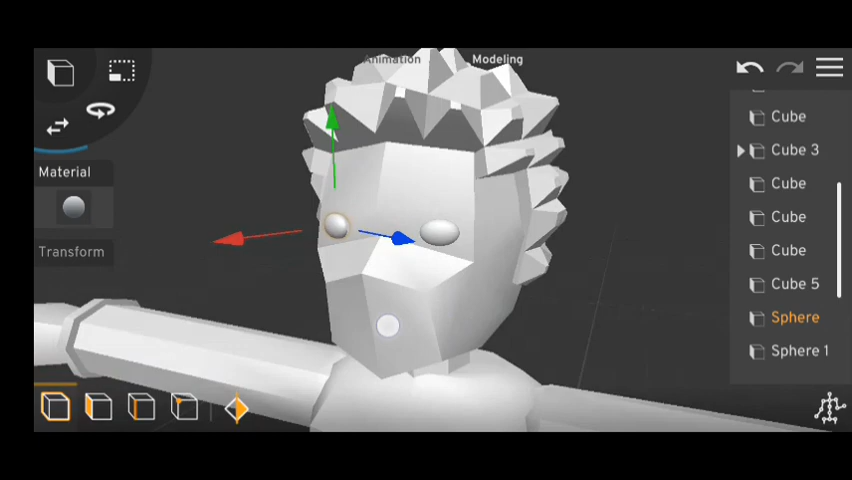 Animation
Modeling
Material
Transform
Cube
Cube 3
Cube
Cube
Cube
Cube 5
Sphere
Sphere 1